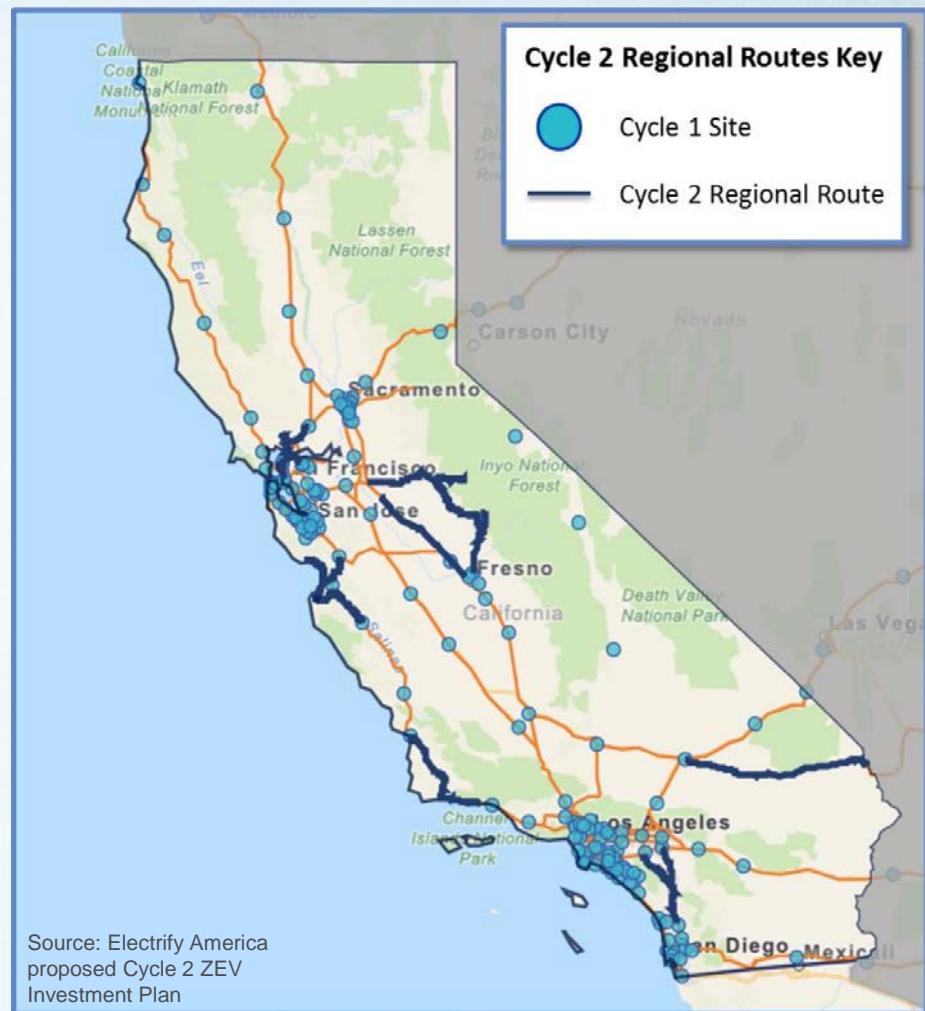 Medford
Cycle 2 Regional Routes Key
Cycle 1 Site
Cycle 2 Regional Route
California
Coastal
National
Klamath
National Forest
Lassen
National Forest
Eel
Carson City
Nevada
Sacramento
Francisco
Inyo National
Forest
San Jose
Fresno
California
Death Valley
National Park
Las Vega
Salinas
Los Angeles
Channel
Islands National
Park
San Diego
Mexicali
Source: Electrify America
proposed Cycle 2 ZEV
Investment Plan